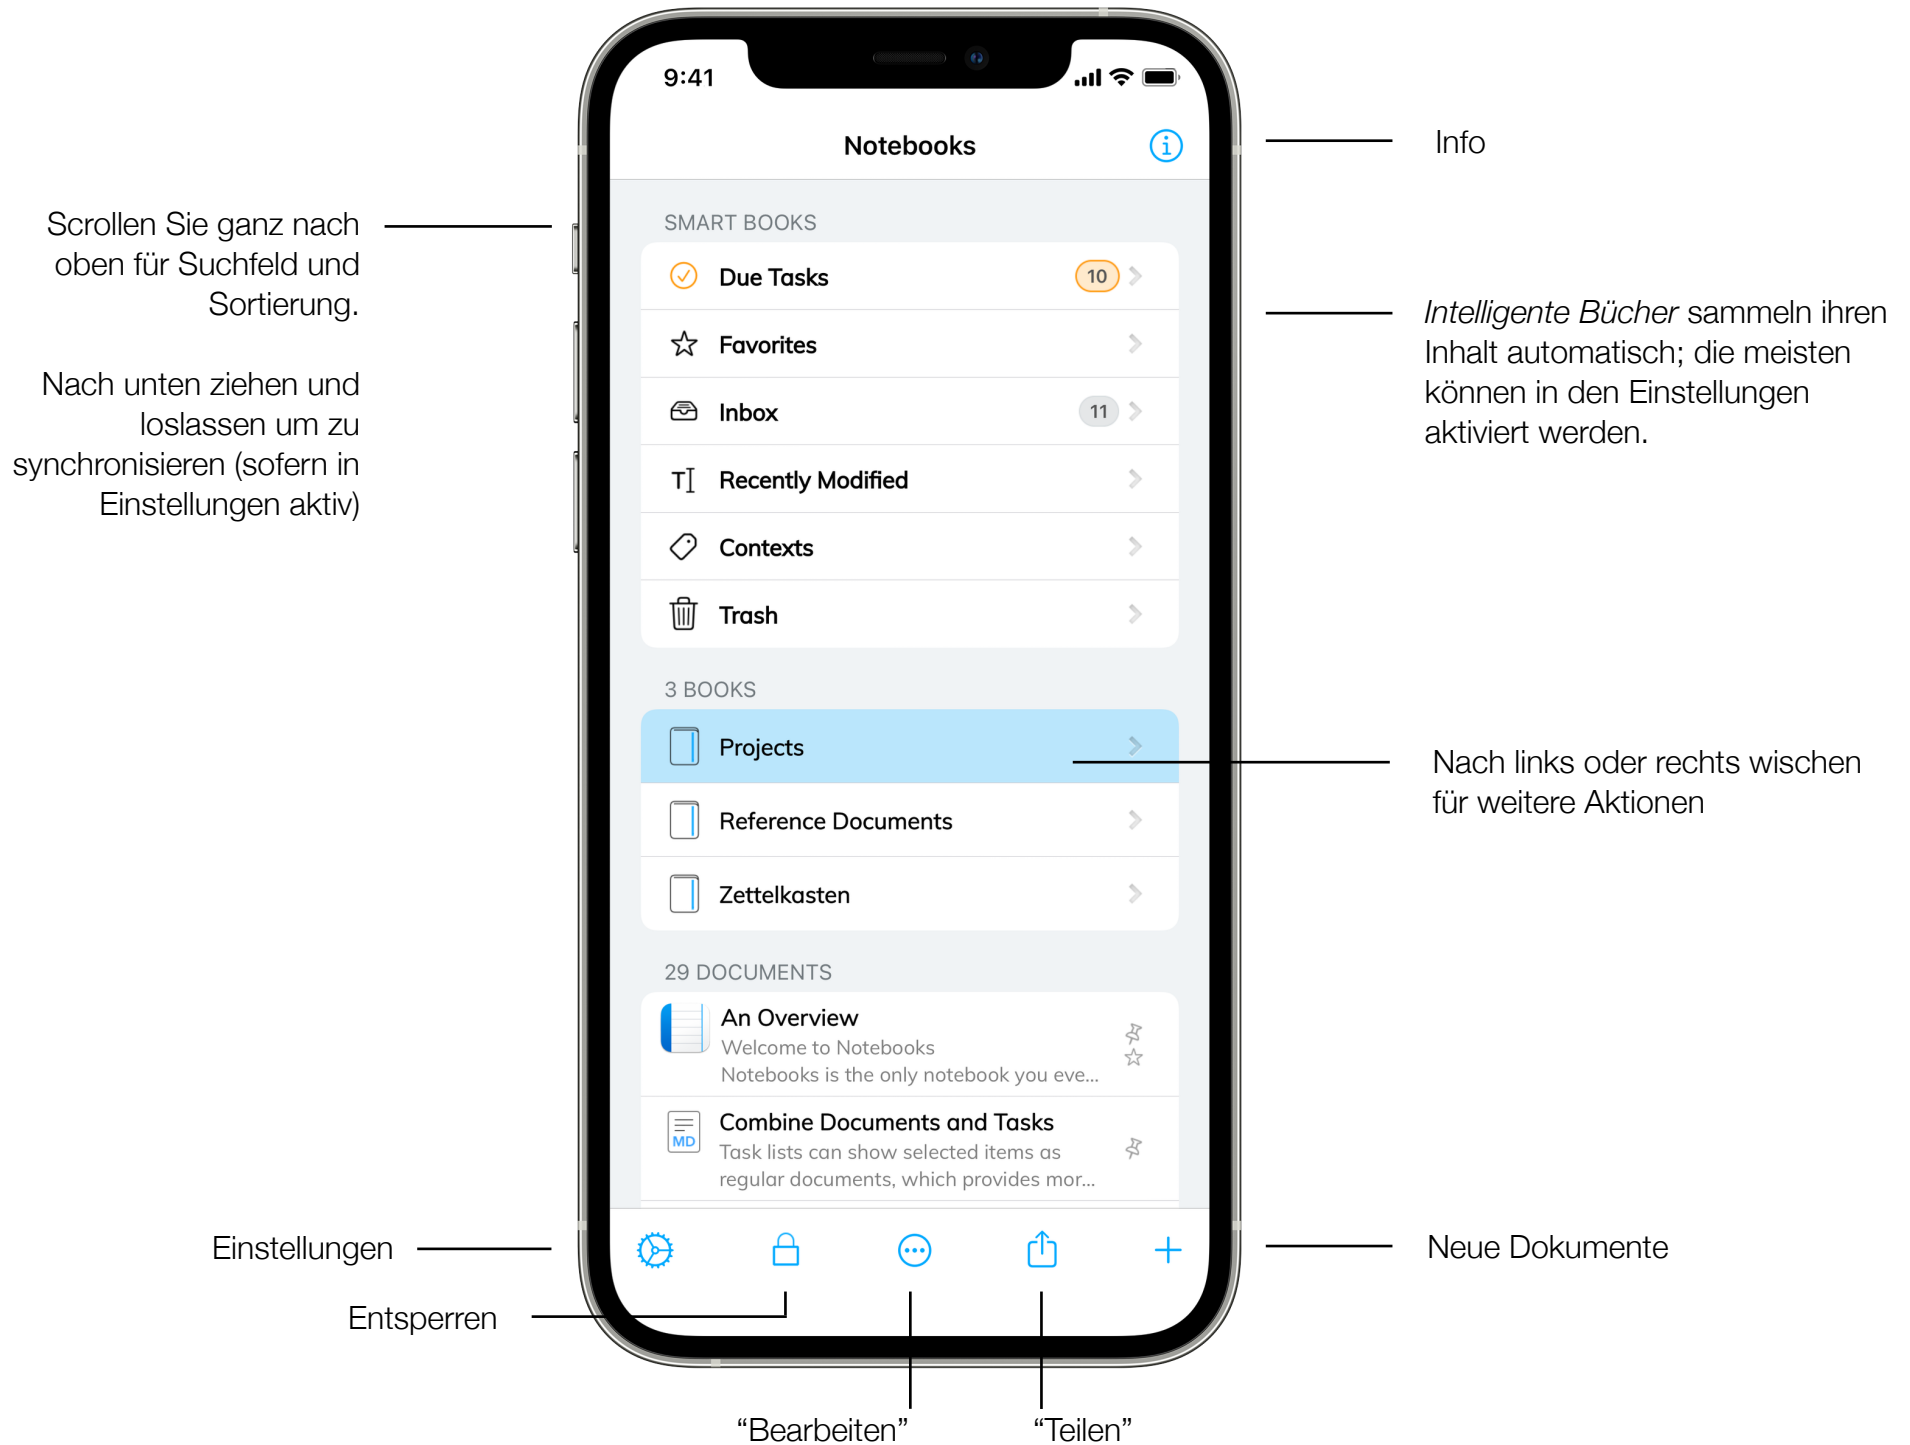 9:41
Notebooks
Info
SMART BOOKS
Scrollen Sie ganz nach
oben für Suchfeld und
Sortierung.
Nach unten ziehen und
loslassen um zu
synchronisieren (sofern in
Einstellungen aktiv)
Due Tasks
10
Favorites
Inbox
11
Recently Modified
Contexts
Trash
Intelligente Bücher sammeln ihren
Inhalt automatisch; die meisten
können in den Einstellungen
aktiviert werden.
3 BOOKS
Projects
Reference Documents
Zettelkasten
Nach links oder rechts wischen
für weitere Aktionen
29 DOCUMENTS
An Overview
Welcome to Notebooks
Notebooks is the only notebook you eve...
MD
Combine Documents and Tasks
Task lists can show selected items as
regular documents, which provides mor...
Einstellungen
Neue Dokumente
Entsperren
“Bearbeiten”
“Teilen”